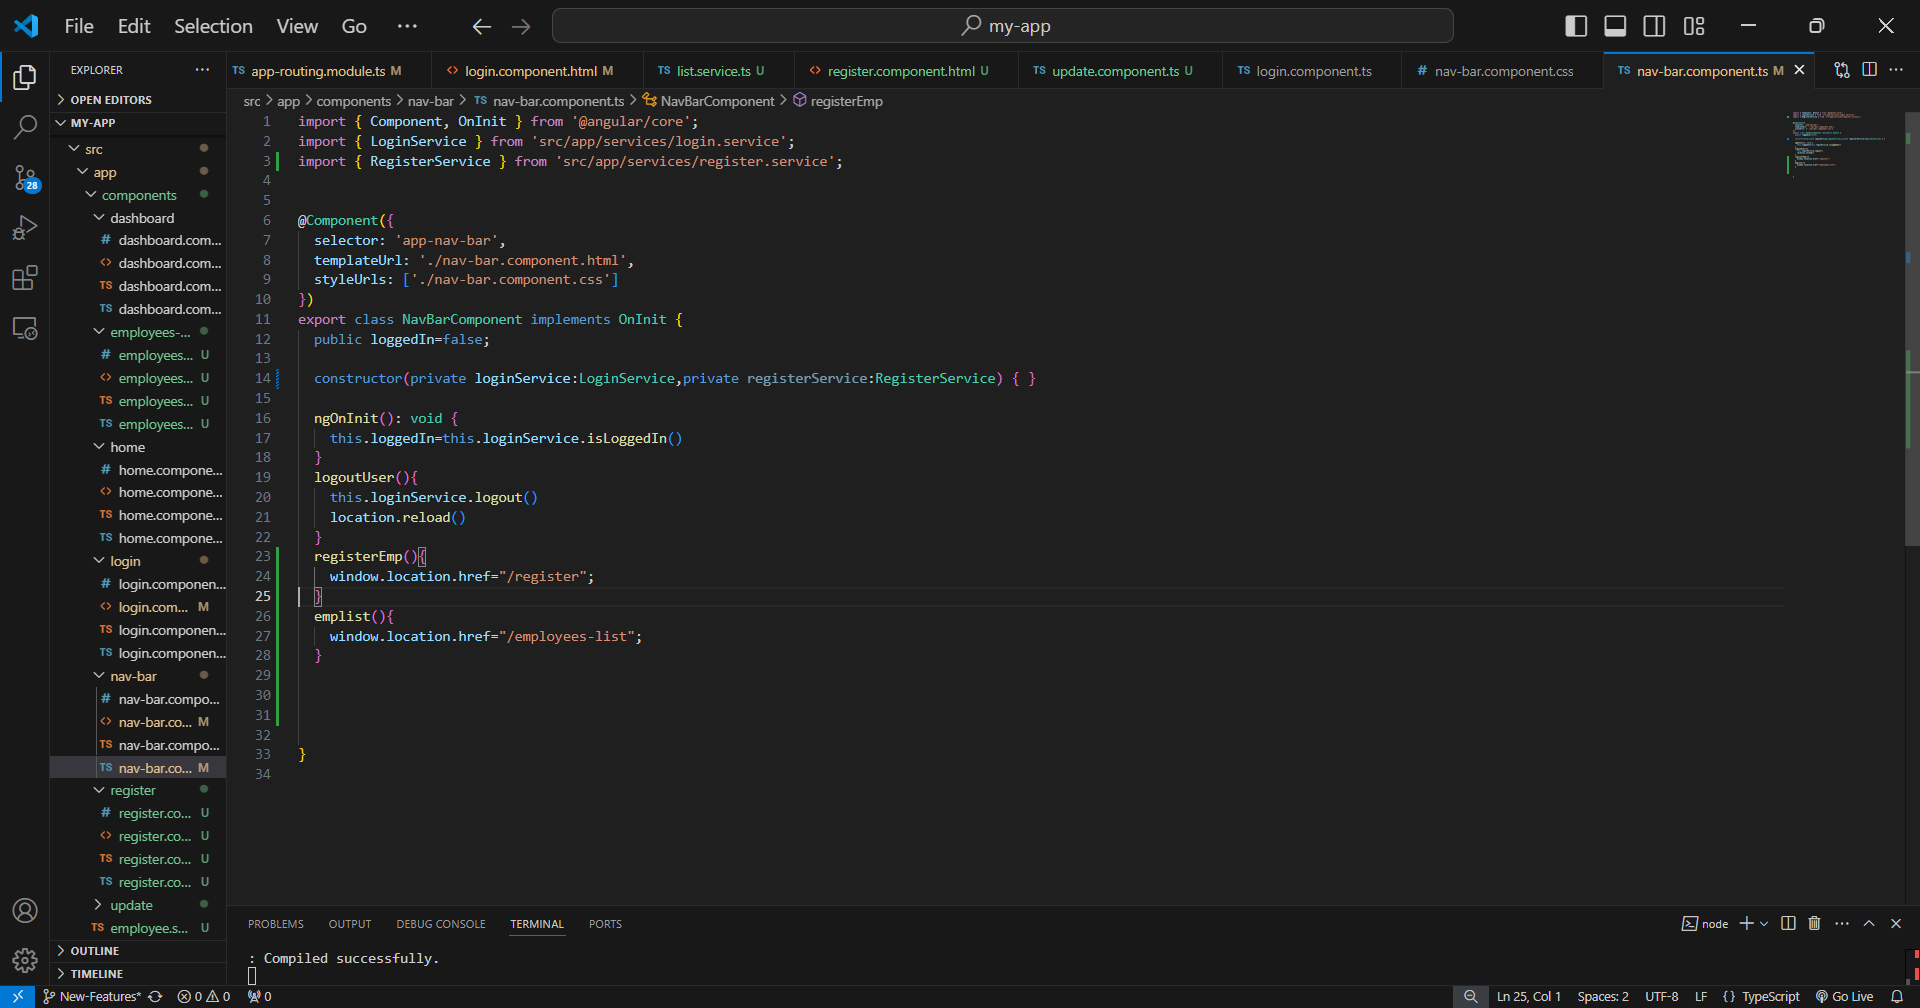 File Edit Selection View Go ··· my-app
EXPLORER ···
OPEN EDITORS
MY-APP
src
app
components
dashboard
# dashboard.com...
<> dashboard.com...
TS dashboard.com...
TS dashboard.com...
employees-...
# employees... U
<> employees... U
TS employees... U
TS employees... U
home
# home.compone...
<> home.compone...
TS home.compone...
TS home.compone...
login
# login.componen...
<> login.com... M
TS login.componen...
TS login.componen...
nav-bar
# nav-bar.compo...
<> nav-bar.co... M
TS nav-bar.compo...
TS nav-bar.co... M
register
# register.co... U
<> register.co... U
TS register.co... U
TS register.co... U
update
TS employee.s... U
OUTLINE
TIMELINE
28
TS app-routing.module.ts M <> login.component.html M TS list.service.ts U <> register.component.html U TS update.component.ts U TS login.component.ts # nav-bar.component.css TS nav-bar.component.ts M ···
src > app > components > nav-bar > TS nav-bar.component.ts > NavBarComponent > registerEmp
1 import { Component, OnInit } from '@angular/core';
2 import { LoginService } from 'src/app/services/login.service';
3 import { RegisterService } from 'src/app/services/register.service';
4
5
6 @Component({
7 selector: 'app-nav-bar',
8 templateUrl: './nav-bar.component.html',
9 styleUrls: ['./nav-bar.component.css']
10 })
11 export class NavBarComponent implements OnInit {
12 public loggedIn=false;
13
14 constructor(private loginService:LoginService,private registerService:RegisterService) { }
15
16 ngOnInit(): void {
17 this.loggedIn=this.loginService.isLoggedIn()
18 }
19 logoutUser(){
20 this.loginService.logout()
21 location.reload()
22 }
23 registerEmp(){
24 window.location.href="/register";
25 }
26 emplist(){
27 window.location.href="/employees-list";
28 }
29
30
31
32
33 }
34
PROBLEMS OUTPUT DEBUG CONSOLE TERMINAL PORTS node ···
: Compiled successfully.
New-Features* 0 0 0 Ln 25, Col 1 Spaces: 2 UTF-8 LF {} TypeScript Go Live